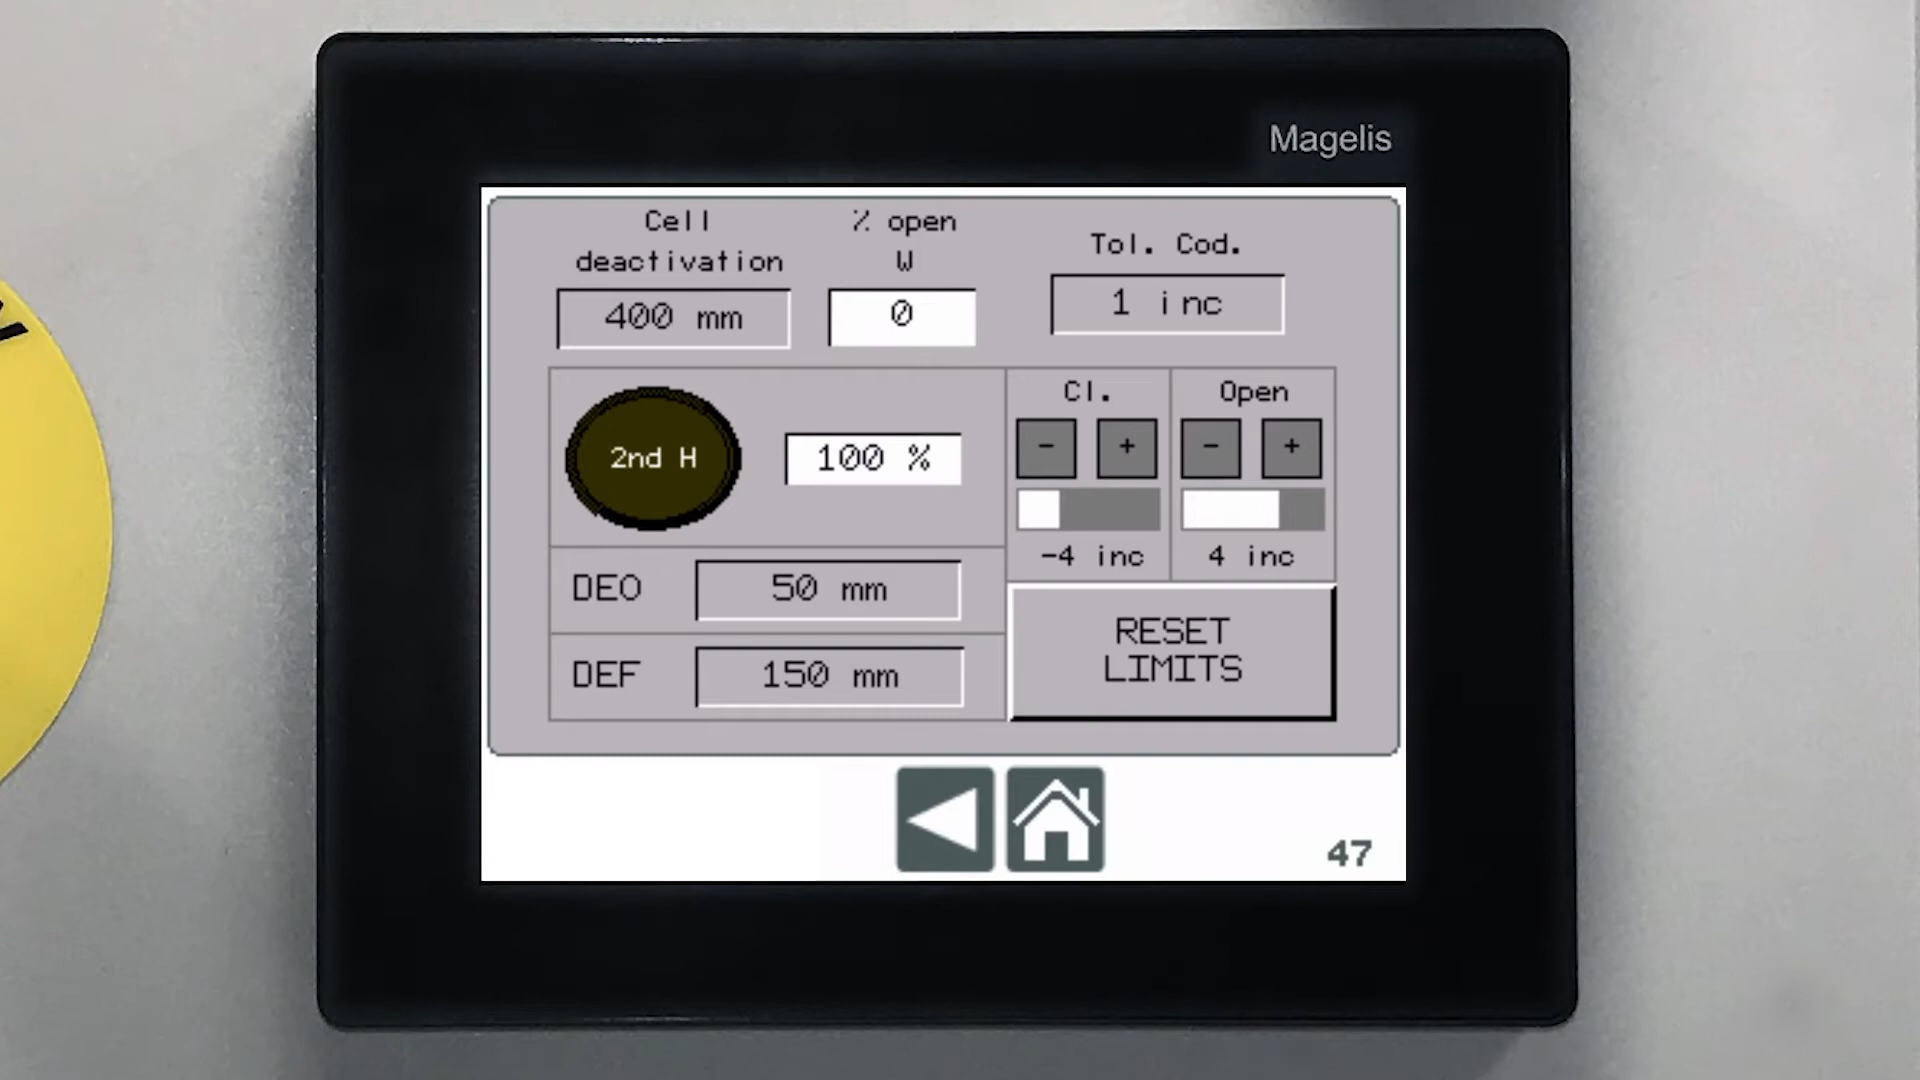 Magelis
Cell deactivation
400 mm
% open W
0
Tol. Cod.
1 inc
2nd H
100 %
Cl.
- +
-4 inc
Open
- +
4 inc
DEO 50 mm
DEF 150 mm
RESET
LIMITS
47